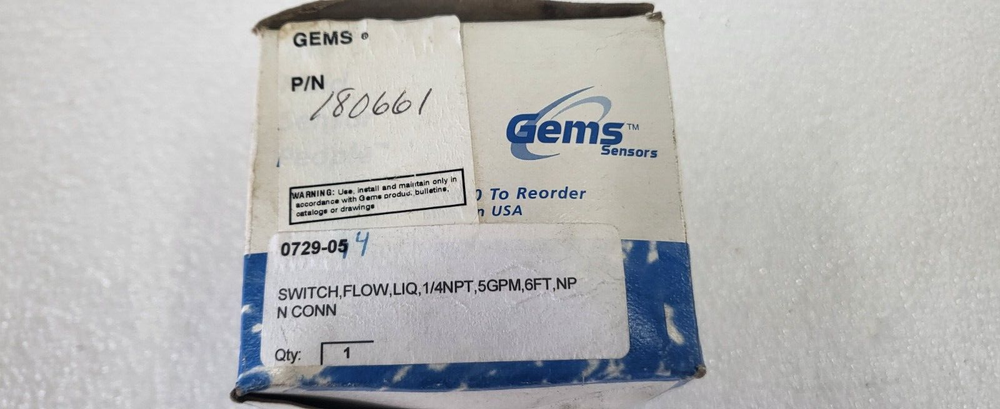 GEMS ®
P/N
180661
WARNING: Use, install and maintain only in
accordance with Gems product bulletins,
catalogs or drawings
Gems™
Sensors
To Reorder
USA
0729-0544
SWITCH,FLOW,LIQ,1/4NPT,5GPM,6FT,NP
N CONN
Qty: 1